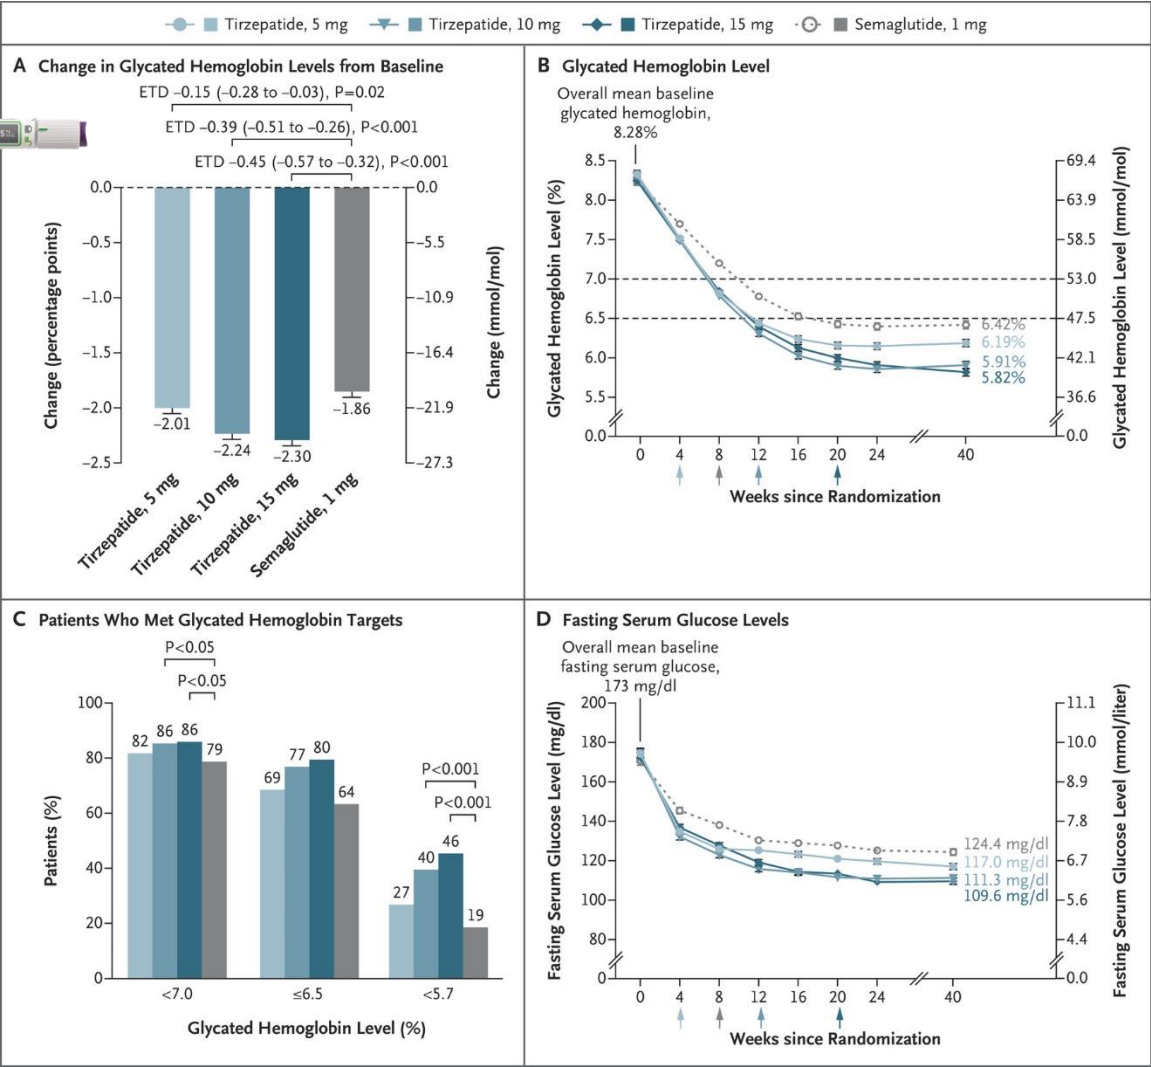 Tirzepatide, 5 mg
Tirzepatide, 10 mg
Tirzepatide, 15 mg
Semaglutide, 1 mg
A Change in Glycated Hemoglobin Levels from Baseline
ETD –0.15 (–0.28 to –0.03), P=0.02
ETD –0.39 (–0.51 to –0.26), P<0.001
ETD –0.45 (–0.57 to –0.32), P<0.001
Change (percentage points)
0.0
–0.5
–1.0
–1.5
–2.0
–2.5
–2.01
–2.24
–2.30
–1.86
0.0
–5.5
–10.9
–16.4
–21.9
–27.3
Change (mmol/mol)
Tirzepatide, 5 mg
Tirzepatide, 10 mg
Tirzepatide, 15 mg
Semaglutide, 1 mg
B Glycated Hemoglobin Level
Overall mean baseline
glycated hemoglobin,
8.28%
Glycated Hemoglobin Level (%)
8.5
8.0
7.5
7.0
6.5
6.0
5.5
0.0
6.42%
6.19%
5.91%
5.82%
69.4
63.9
58.5
53.0
47.5
42.1
36.6
0.0
Glycated Hemoglobin Level (mmol/mol)
0 4 8 12 16 20 24 40
Weeks since Randomization
C Patients Who Met Glycated Hemoglobin Targets
P<0.05
P<0.05
P<0.001
P<0.001
Patients (%)
100
80
60
40
20
0
82 86 86 79
69 77 80 64
27 40 46 19
<7.0 ≤6.5 <5.7
Glycated Hemoglobin Level (%)
D Fasting Serum Glucose Levels
Overall mean baseline
fasting serum glucose,
173 mg/dl
Fasting Serum Glucose Level (mg/dl)
200
180
160
140
120
100
80
0
124.4 mg/dl
117.0 mg/dl
111.3 mg/dl
109.6 mg/dl
11.1
10.0
8.9
7.8
6.7
5.6
4.4
0.0
Fasting Serum Glucose Level (mmol/liter)
0 4 8 12 16 20 24 40
Weeks since Randomization